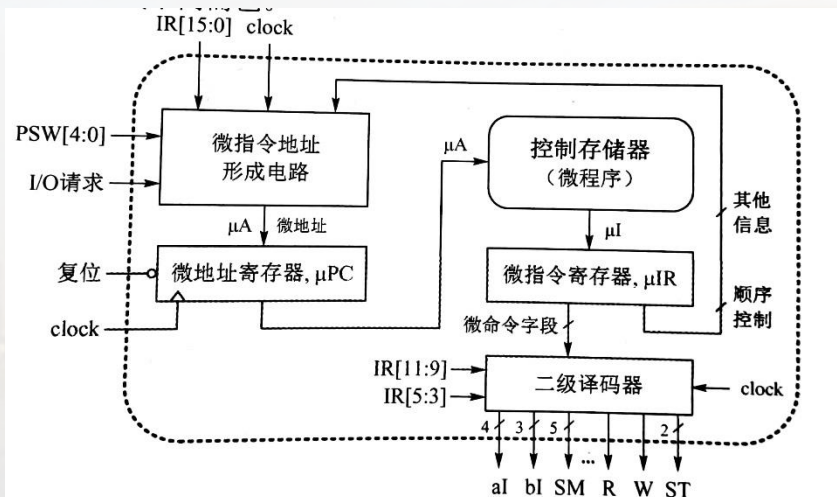 IR[15:0] clock
PSW[4:0]
I/O请求
微指令地址
形成电路
μA 微地址
复位
微地址寄存器, μPC
clock
μA
控制存储器
（微程序）
μI
微指令寄存器, μIR
其他
信息
顺序
控制
微命令字段
IR[11:9]
IR[5:3]
二级译码器
clock
4 3 5 2
...
aI bI SM R W ST